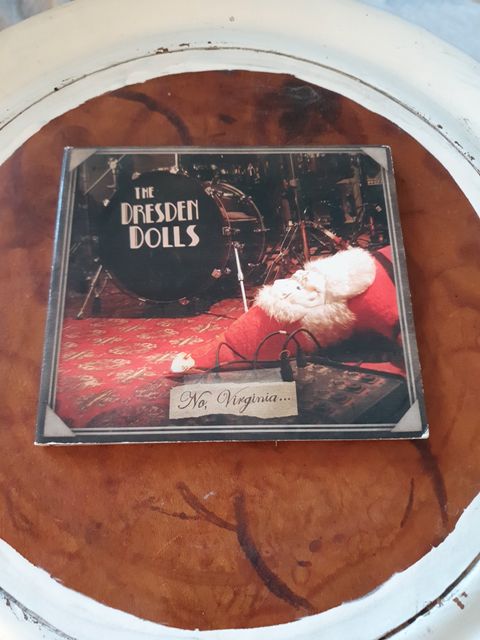 THE
DRESDEN
DOLLS
No, Virginia...